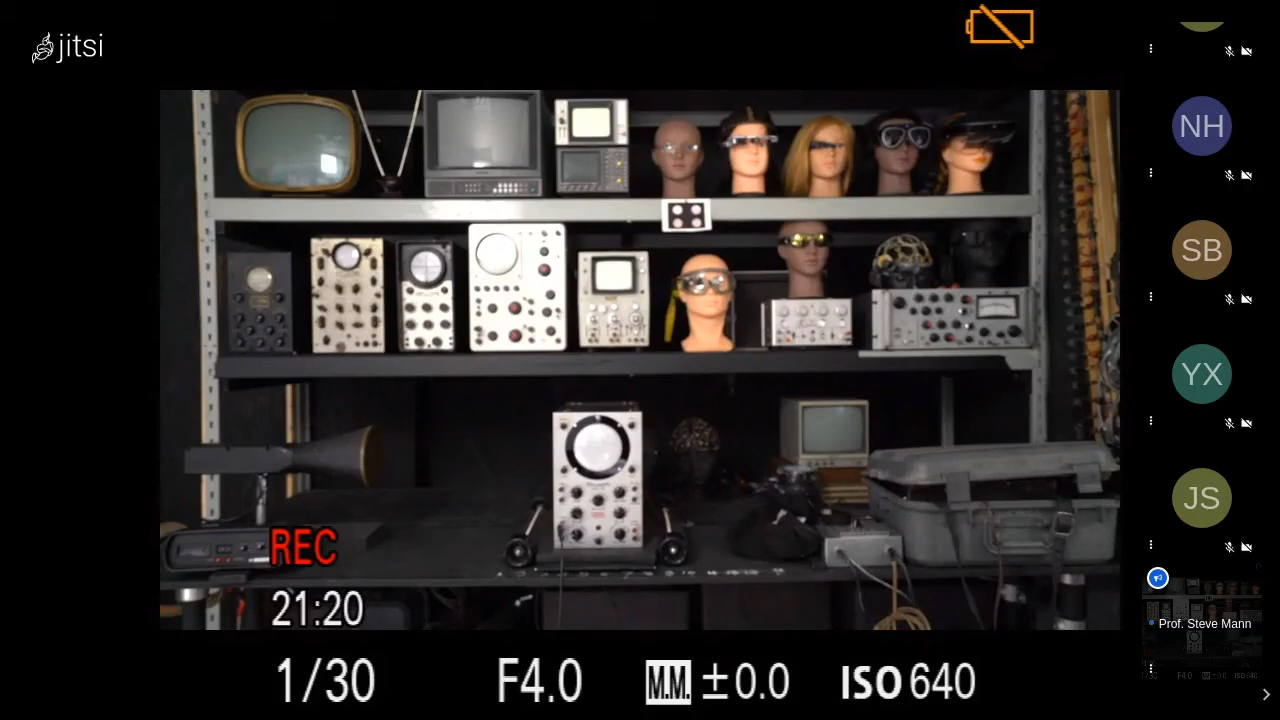 jitsi
NH
SB
YX
JS
REC
21:20
Prof. Steve Mann
1/30 F4.0 M.M. ±0.0 ISO 640